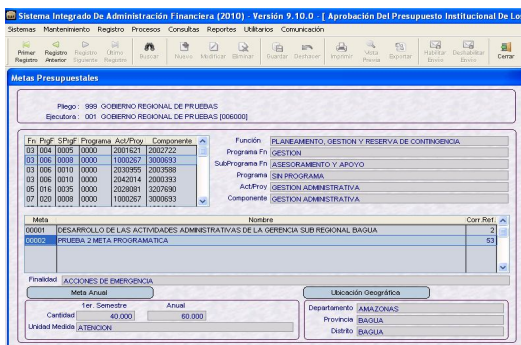 Sistema Integrado De Administración Financiera (2010) - Versión 9.10.0 - [ Aprobación Del Presupuesto Institucional De Lo
Sistemas Mantenimiento Registro Procesos Consultas Reportes Utilitarios Comunicación
Primer Registro Registro Anterior Registro Siguiente Último Registro Buscar Nuevo Modificar Eliminar Guardar Deshacer Imprimir Vista Previa Exportar Habilitar Envío Deshabilitar Envío Cerrar
Metas Presupuestales
Pliego : 999 GOBIERNO REGIONAL DE PRUEBAS
Ejecutora : 001 GOBIERNO REGIONAL DE PRUEBAS [006000]
Fn PrgF SPrgF Programa Act/Proy Componente
03 004 0005 0000 2001621 2002722
03 006 0008 0000 1000267 3000693
03 006 0010 0000 2030955 2003588
03 006 0010 0000 2042014 2000393
05 016 0035 0000 2028081 3207690
07 020 0008 0000 1000267 3000693
Función PLANEAMIENTO, GESTION Y RESERVA DE CONTINGENCIA
Programa Fn GESTION
SubPrograma Fn ASESORAMIENTO Y APOYO
Programa SIN PROGRAMA
Act/Proy GESTION ADMINISTRATIVA
Componente GESTION ADMINISTRATIVA
Meta Nombre Corr.Ref.
00001 DESARROLLO DE LAS ACTIVIDADES ADMINISTRATIVAS DE LA GERENCIA SUB REGIONAL BAGUA 2
00002 PRUEBA 2 META PROGRAMATICA 53
Finalidad ACCIONES DE EMERGENCIA
Meta Anual
1er. Semestre Anual
Cantidad 40.000 60.000
Unidad Medida ATENCION
Ubicación Geográfica
Departamento AMAZONAS
Provincia BAGUA
Distrito BAGUA